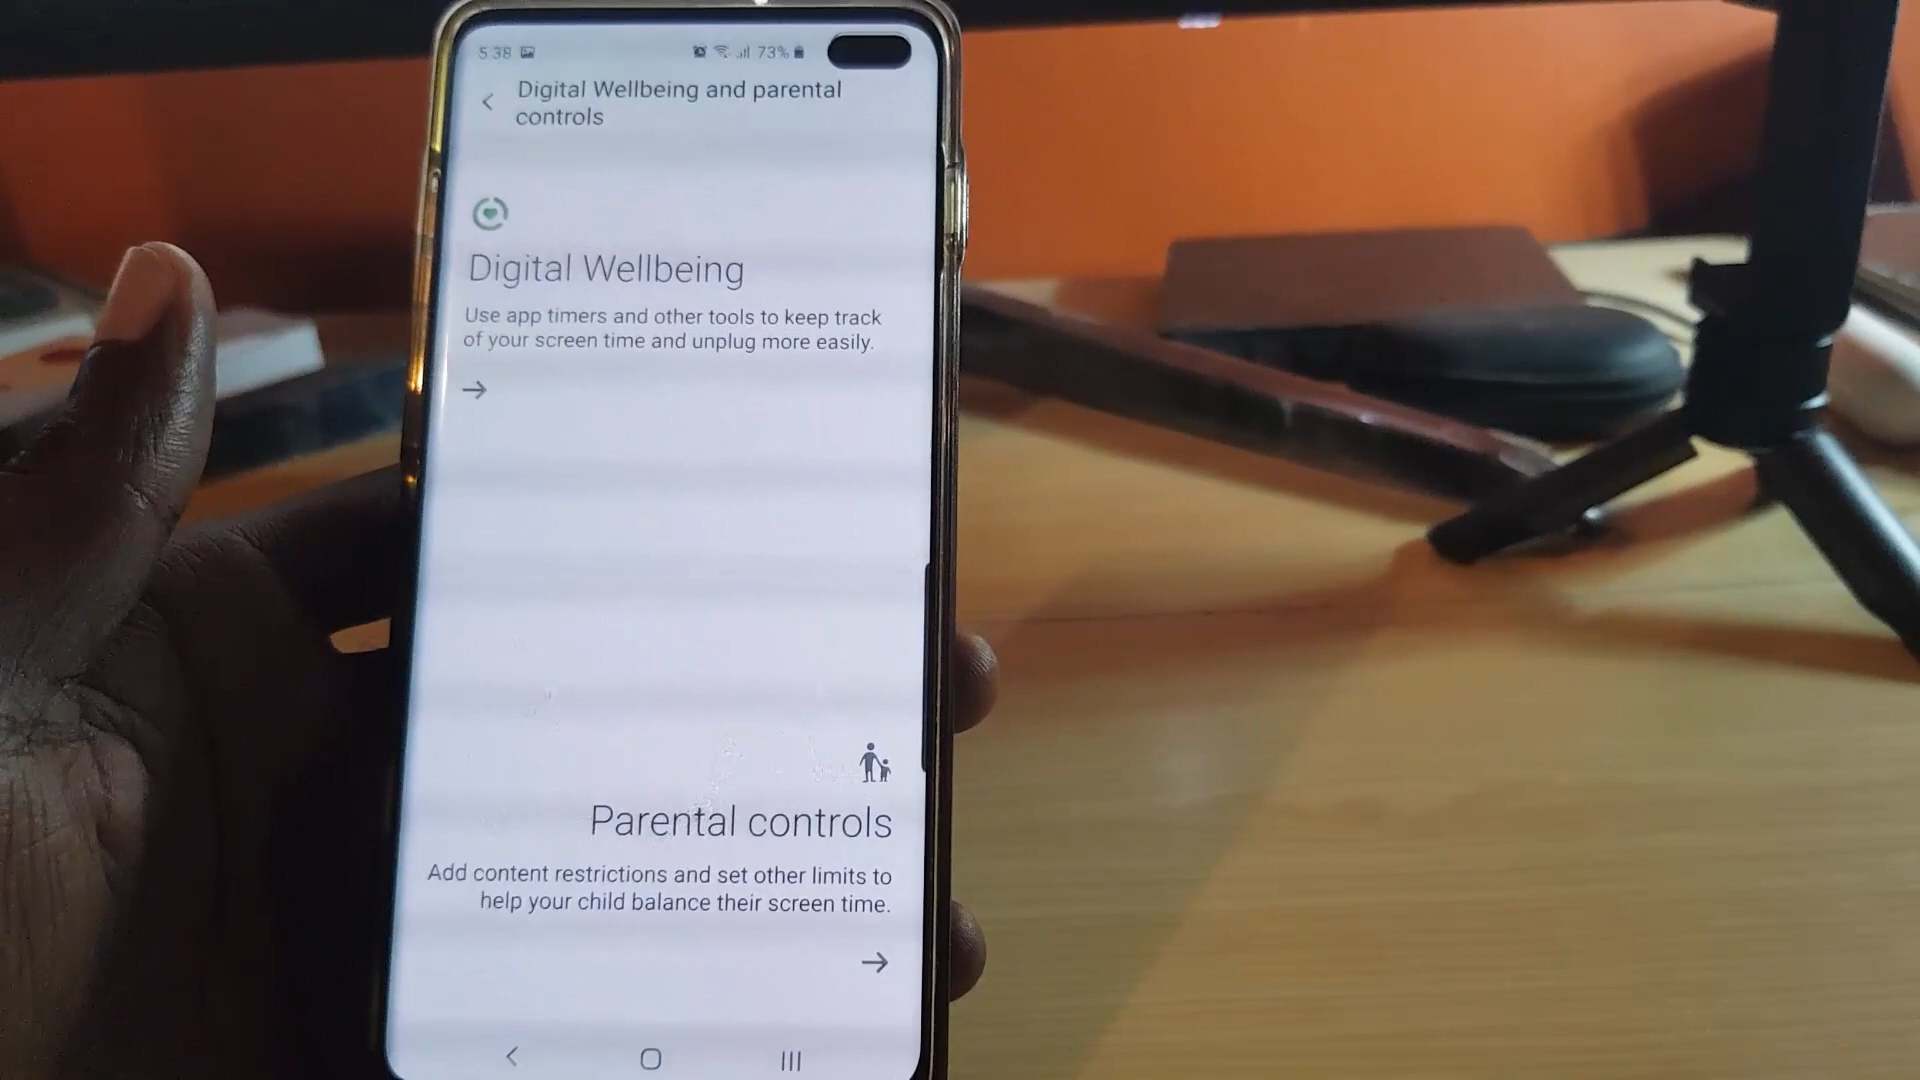 5:38 73%
Digital Wellbeing and parental
controls
Digital Wellbeing
Use app timers and other tools to keep track
of your screen time and unplug more easily.
Parental controls
Add content restrictions and set other limits to
help your child balance their screen time.